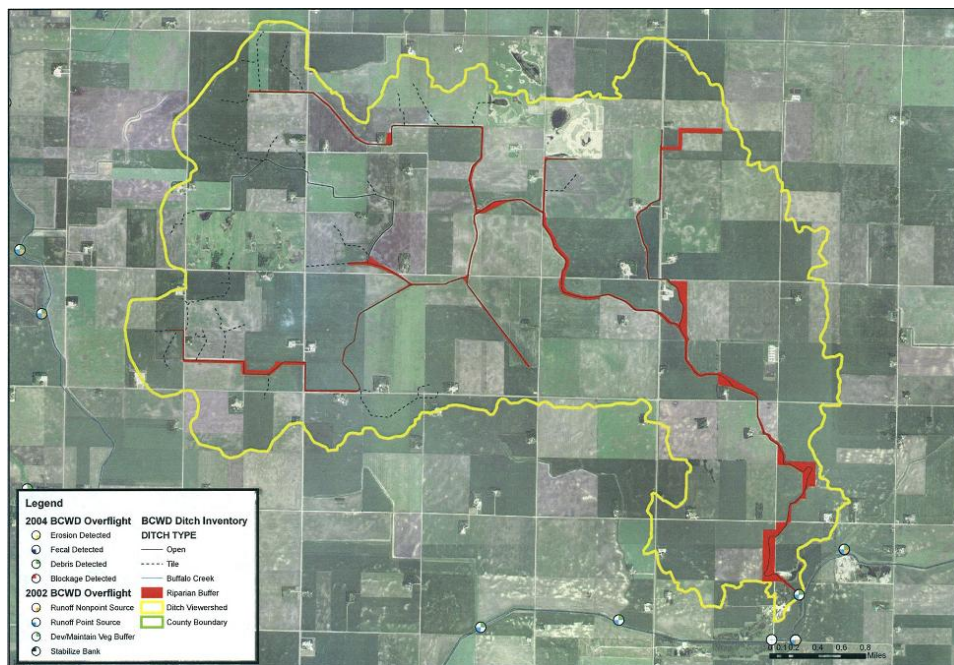 Legend
2004 BCWD Overflight
Erosion Detected
Fecal Detected
Debris Detected
Blockage Detected
2002 BCWD Overflight
Runoff Nonpoint Source
Runoff Point Source
Dev/Maintain Veg Buffer
Stabilize Bank
BCWD Ditch Inventory
DITCH TYPE
Open
Tile
Buffalo Creek
Riparian Buffer
Ditch Viewershed
County Boundary
0 0.1 0.2 0.4 0.6 0.8
Miles